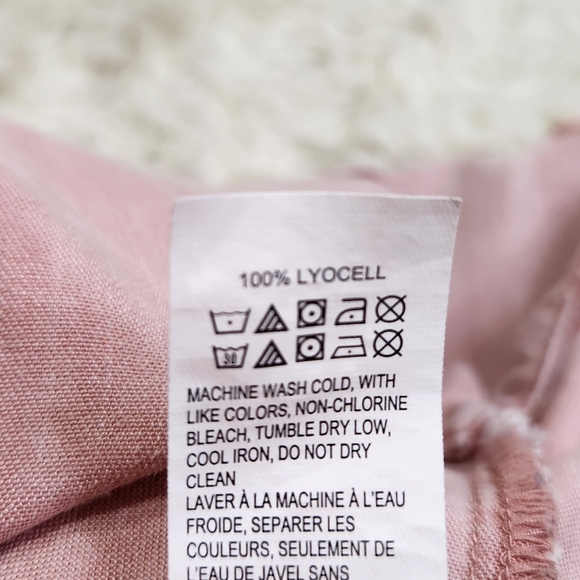 100% LYOCELL
30
MACHINE WASH COLD, WITH
LIKE COLORS, NON-CHLORINE
BLEACH, TUMBLE DRY LOW,
COOL IRON, DO NOT DRY
CLEAN
LAVER À LA MACHINE À L'EAU
FROIDE, SEPARER LES
COULEURS, SEULEMENT DE
L'EAU DE JAVEL SANS